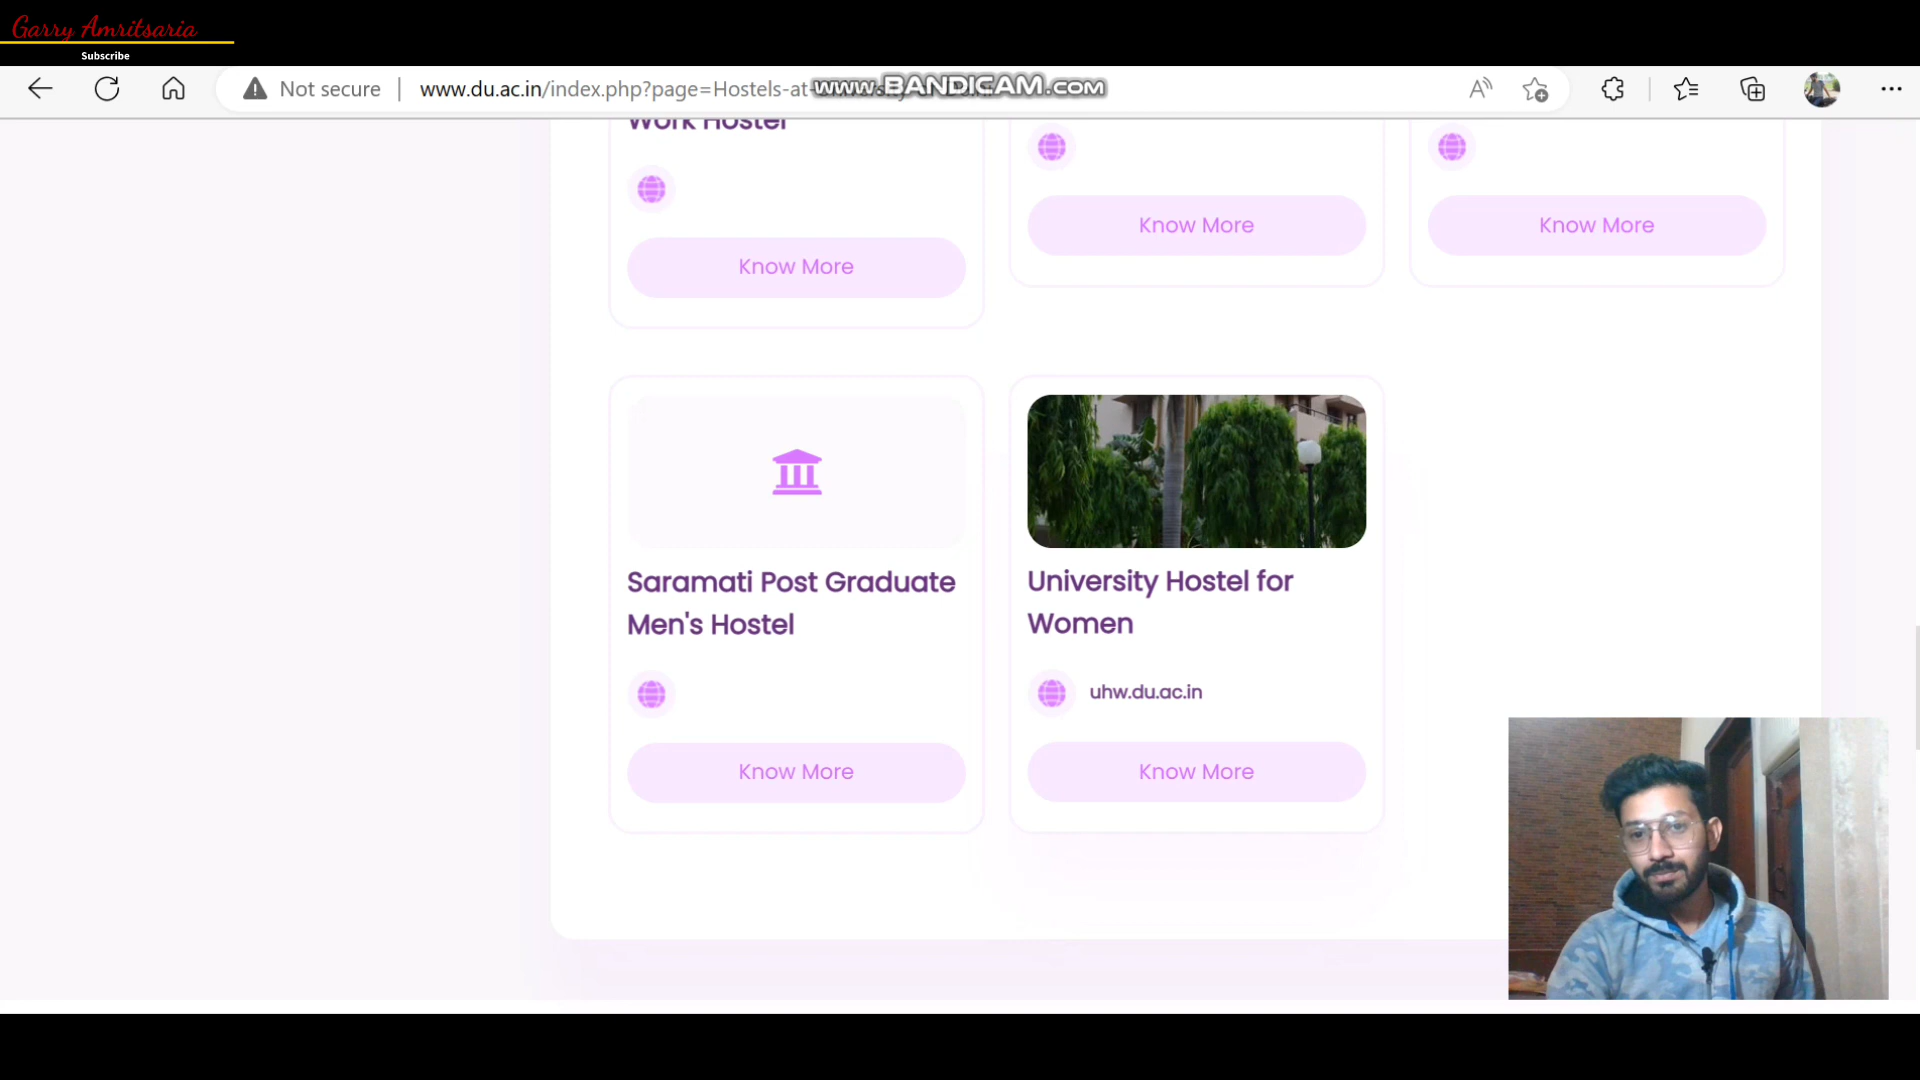 Garry Amritsaria
Subscribe
Not secure
www.du.ac.in/index.php?page=Hostels-at-
www.BANDICAM.com
Work Hostel
Know More
Know More
Know More
Saramati Post Graduate
Men's Hostel
Know More
University Hostel for
Women
uhw.du.ac.in
Know More